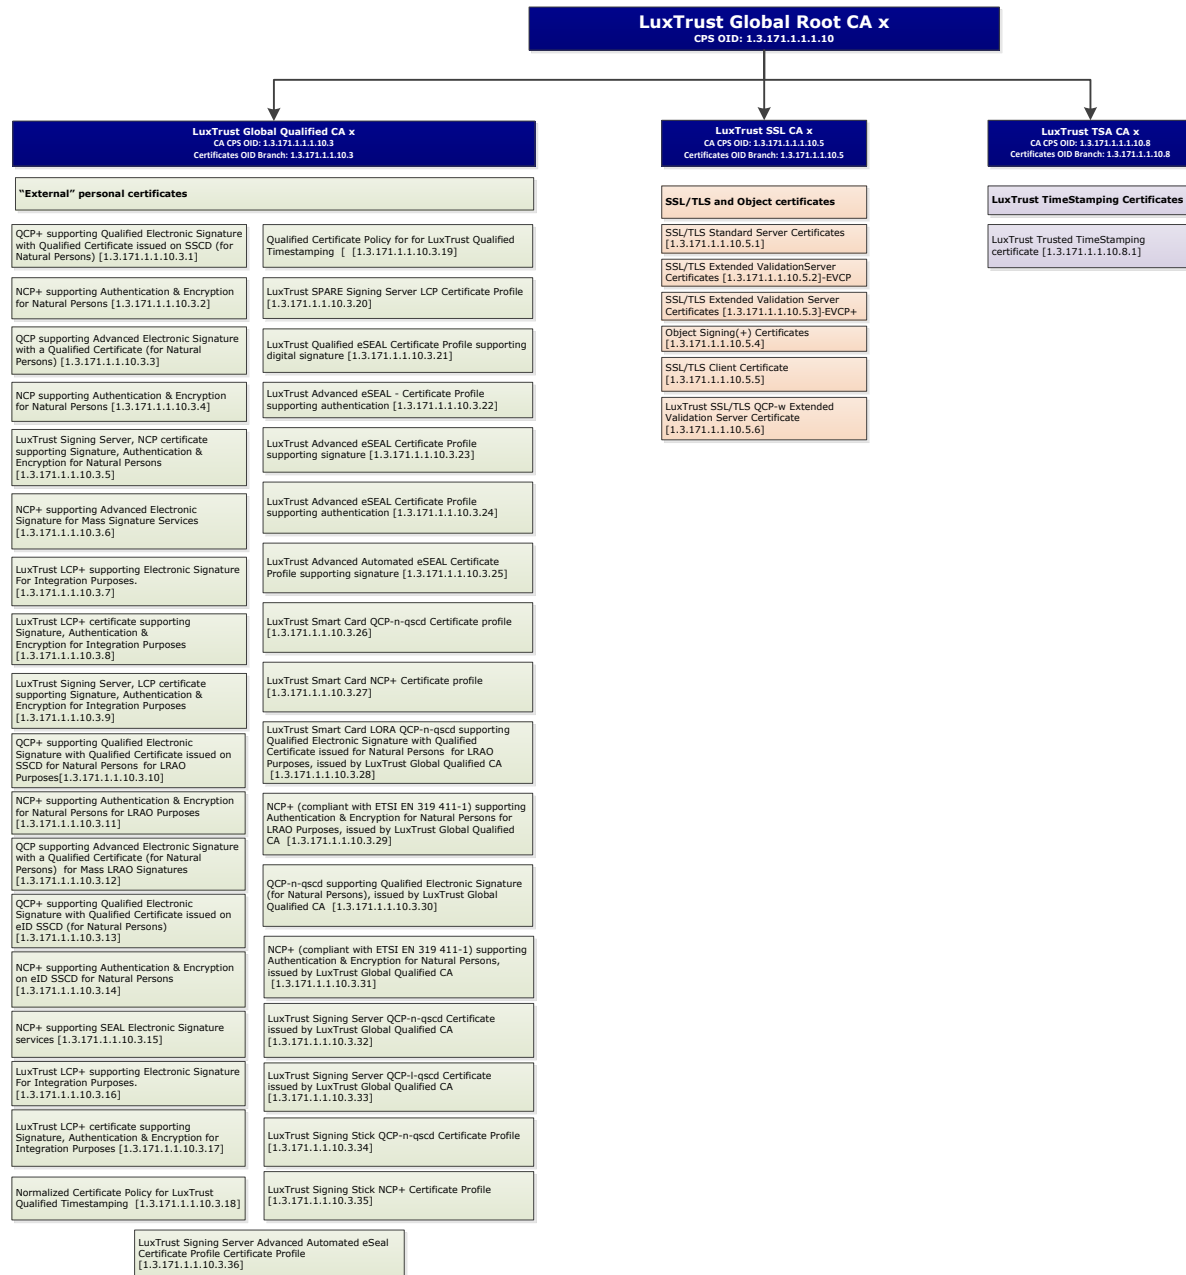 LuxTrust Global Root CA x
CPS OID: 1.3.171.1.1.1.10
LuxTrust Global Qualified CA x
CA CPS OID: 1.3.171.1.1.1.10.3
Certificates OID Branch: 1.3.171.1.1.10.3
"External" personal certificates
QCP+ supporting Qualified Electronic Signature
with Qualified Certificate issued on SSCD (for
Natural Persons) [1.3.171.1.1.10.3.1]
NCP+ supporting Authentication & Encryption
for Natural Persons [1.3.171.1.1.10.3.2]
QCP supporting Advanced Electronic Signature
with a Qualified Certificate (for Natural
Persons) [1.3.171.1.1.10.3.3]
NCP supporting Authentication & Encryption
for Natural Persons [1.3.171.1.1.10.3.4]
LuxTrust Signing Server, NCP certificate
supporting Signature, Authentication &
Encryption for Natural Persons
[1.3.171.1.1.10.3.5]
NCP+ supporting Advanced Electronic
Signature for Mass Signature Services
[1.3.171.1.1.10.3.6]
LuxTrust LCP+ supporting Electronic Signature
For Integration Purposes.
[1.3.171.1.1.10.3.7]
LuxTrust LCP+ certificate supporting
Signature, Authentication &
Encryption for Integration Purposes
[1.3.171.1.1.10.3.8]
LuxTrust Signing Server, LCP certificate
supporting Signature, Authentication &
Encryption for Integration Purposes
[1.3.171.1.1.10.3.9]
QCP+ supporting Qualified Electronic
Signature with Qualified Certificate issued on
SSCD for Natural Persons  for LRAO
Purposes[1.3.171.1.1.10.3.10]
NCP+ supporting Authentication & Encryption
for Natural Persons for LRAO Purposes
[1.3.171.1.1.10.3.11]
QCP supporting Advanced Electronic Signature
with a Qualified Certificate (for Natural
Persons)  for Mass LRAO Signatures
[1.3.171.1.1.10.3.12]
QCP+ supporting Qualified Electronic
Signature with Qualified Certificate issued on
eID SSCD (for Natural Persons)
[1.3.171.1.1.10.3.13]
NCP+ supporting Authentication & Encryption
on eID SSCD for Natural Persons
[1.3.171.1.1.10.3.14]
NCP+ supporting SEAL Electronic Signature
services [1.3.171.1.1.10.3.15]
LuxTrust LCP+ supporting Electronic Signature
For Integration Purposes.
[1.3.171.1.1.10.3.16]
LuxTrust LCP+ certificate supporting
Signature, Authentication & Encryption for
Integration Purposes [1.3.171.1.1.10.3.17]
Normalized Certificate Policy for LuxTrust
Qualified Timestamping  [1.3.171.1.1.10.3.18]
Qualified Certificate Policy for for LuxTrust Qualified
Timestamping  [  [1.3.171.1.1.10.3.19]
LuxTrust SPARE Signing Server LCP Certificate Profile
[1.3.171.1.1.10.3.20]
LuxTrust Qualified eSEAL Certificate Profile supporting
digital signature [1.3.171.1.1.10.3.21]
LuxTrust Advanced eSEAL - Certificate Profile
supporting authentication [1.3.171.1.1.10.3.22]
LuxTrust Advanced eSEAL Certificate Profile
supporting signature [1.3.171.1.1.10.3.23]
LuxTrust Advanced eSEAL Certificate Profile
supporting authentication [1.3.171.1.1.10.3.24]
LuxTrust Advanced Automated eSEAL Certificate
Profile supporting signature [1.3.171.1.1.10.3.25]
LuxTrust Smart Card QCP-n-qscd Certificate profile
[1.3.171.1.1.10.3.26]
LuxTrust Smart Card NCP+ Certificate profile
[1.3.171.1.1.10.3.27]
LuxTrust Smart Card LORA QCP-n-qscd supporting
Qualified Electronic Signature with Qualified
Certificate issued for Natural Persons  for LRAO
Purposes, issued by LuxTrust Global Qualified CA
[1.3.171.1.1.10.3.28]
NCP+ (compliant with ETSI EN 319 411-1) supporting
Authentication & Encryption for Natural Persons for
LRAO Purposes, issued by LuxTrust Global Qualified
CA  [1.3.171.1.1.10.3.29]
QCP-n-qscd supporting Qualified Electronic Signature
(for Natural Persons), issued by LuxTrust Global
Qualified CA  [1.3.171.1.1.10.3.30]
NCP+ (compliant with ETSI EN 319 411-1) supporting
Authentication & Encryption for Natural Persons,
issued by LuxTrust Global Qualified CA
[1.3.171.1.1.10.3.31]
LuxTrust Signing Server QCP-n-qscd Certificate
issued by LuxTrust Global Qualified CA
[1.3.171.1.1.10.3.32]
LuxTrust Signing Server QCP-l-qscd Certificate
issued by LuxTrust Global Qualified CA
[1.3.171.1.1.10.3.33]
LuxTrust Signing Stick QCP-n-qscd Certificate Profile
[1.3.171.1.1.10.3.34]
LuxTrust Signing Stick NCP+ Certificate Profile
[1.3.171.1.1.10.3.35]
LuxTrust Signing Server Advanced Automated eSeal
Certificate Profile Certificate Profile
[1.3.171.1.1.10.3.36]
LuxTrust SSL CA x
CA CPS OID: 1.3.171.1.1.1.10.5
Certificates OID Branch: 1.3.171.1.1.10.5
SSL/TLS and Object certificates
SSL/TLS Standard Server Certificates
[1.3.171.1.1.10.5.1]
SSL/TLS Extended ValidationServer
Certificates [1.3.171.1.1.10.5.2]-EVCP
SSL/TLS Extended Validation Server
Certificates [1.3.171.1.1.10.5.3]-EVCP+
Object Signing(+) Certificates
[1.3.171.1.1.10.5.4]
SSL/TLS Client Certificate
[1.3.171.1.1.10.5.5]
LuxTrust SSL/TLS QCP-w Extended
Validation Server Certificate
[1.3.171.1.1.10.5.6]
LuxTrust TSA CA x
CA CPS OID: 1.3.171.1.1.1.10.8
Certificates OID Branch: 1.3.171.1.1.10.8
LuxTrust TimeStamping Certificates
LuxTrust Trusted TimeStamping
certificate [1.3.171.1.1.10.8.1]